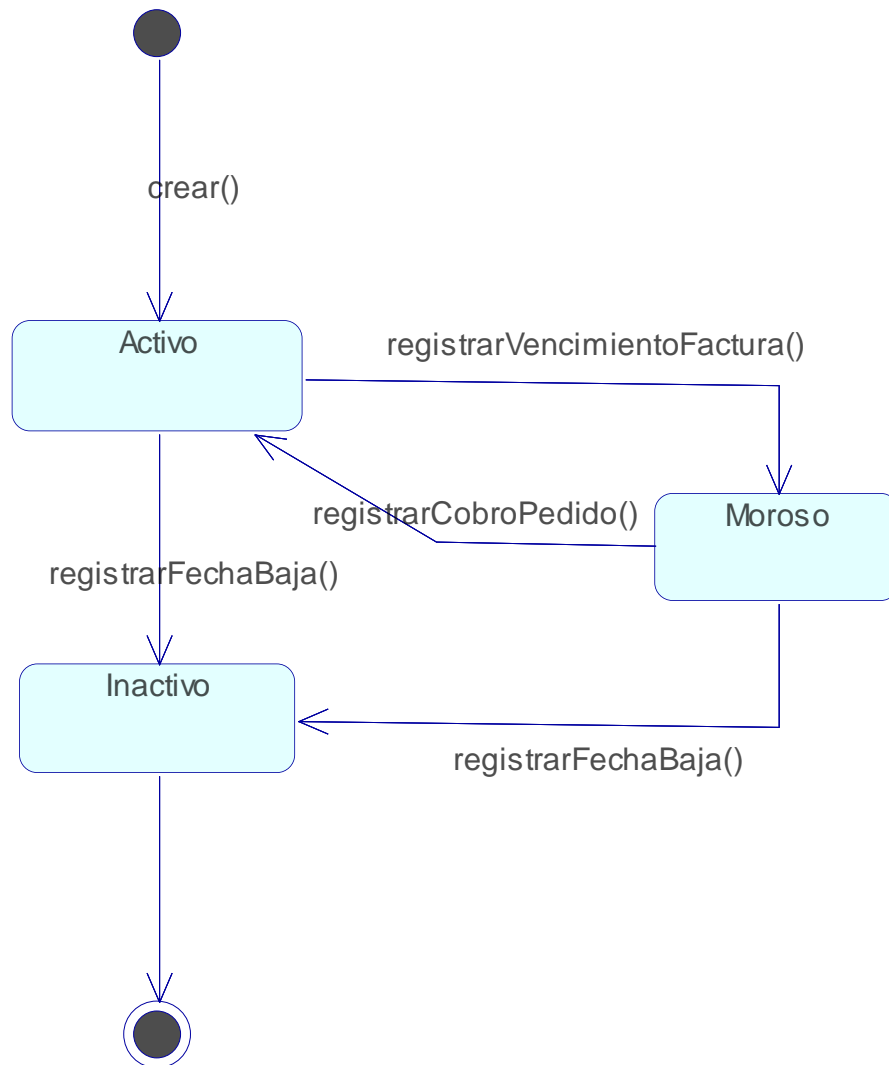 crear()
Activo
registrarVencimientoFactura()
registrarCobroPedido()
Moroso
registrarFechaBaja()
Inactivo
registrarFechaBaja()